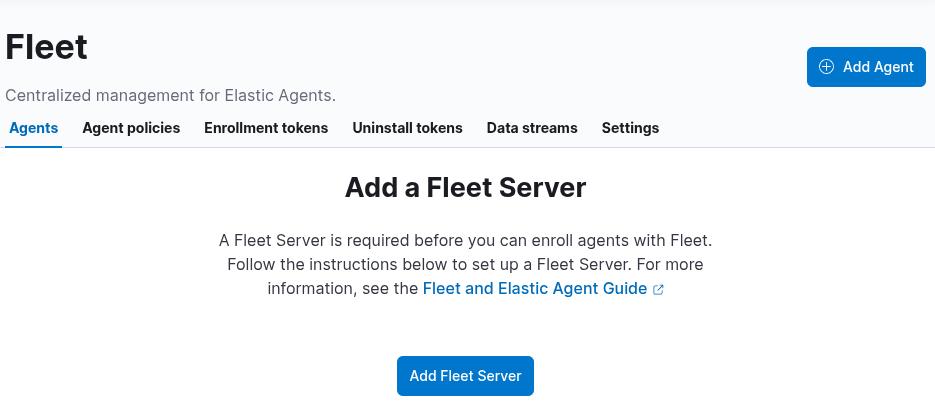 Fleet
Add Agent
Centralized management for Elastic Agents.
Agents Agent policies Enrollment tokens Uninstall tokens Data streams Settings
Add a Fleet Server
A Fleet Server is required before you can enroll agents with Fleet.
Follow the instructions below to set up a Fleet Server. For more
information, see the Fleet and Elastic Agent Guide
Add Fleet Server